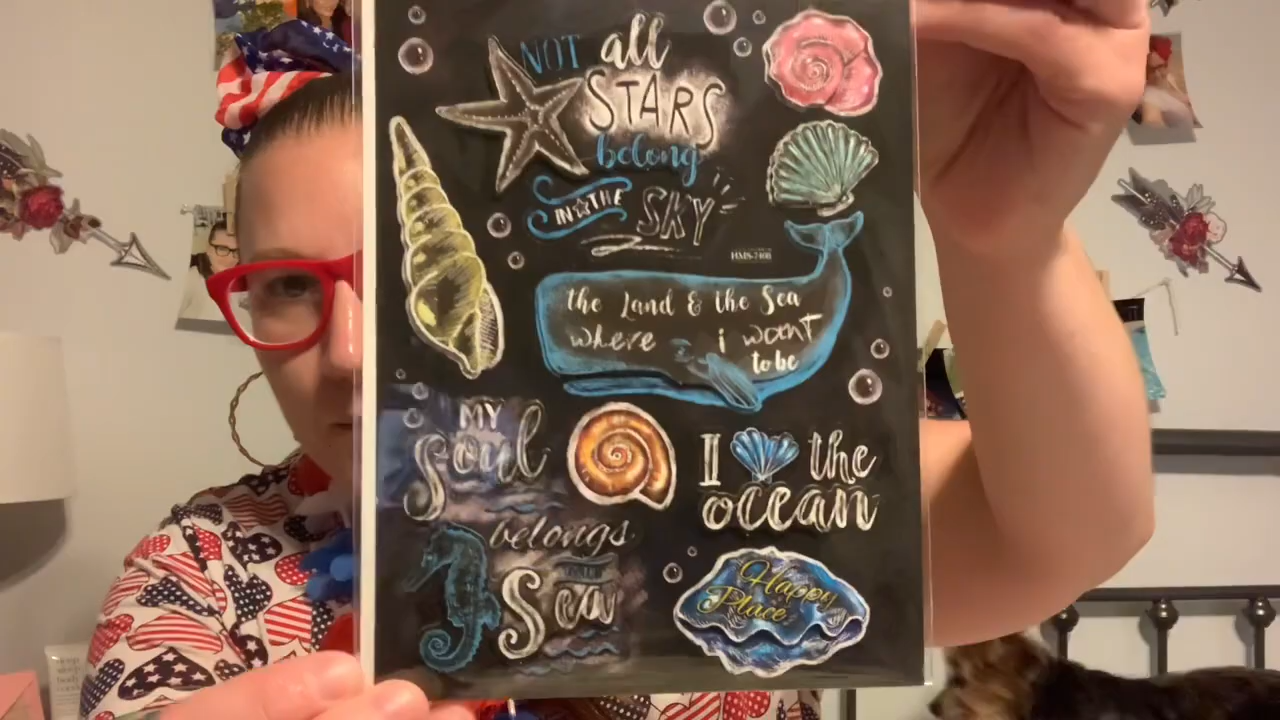 NOT all
STARS
belong
IN THE SKY
HMS-7408
the Land & the Sea
where i want
to be
MY
Soul
belongs
Sea
I the
ocean
Happy
Place